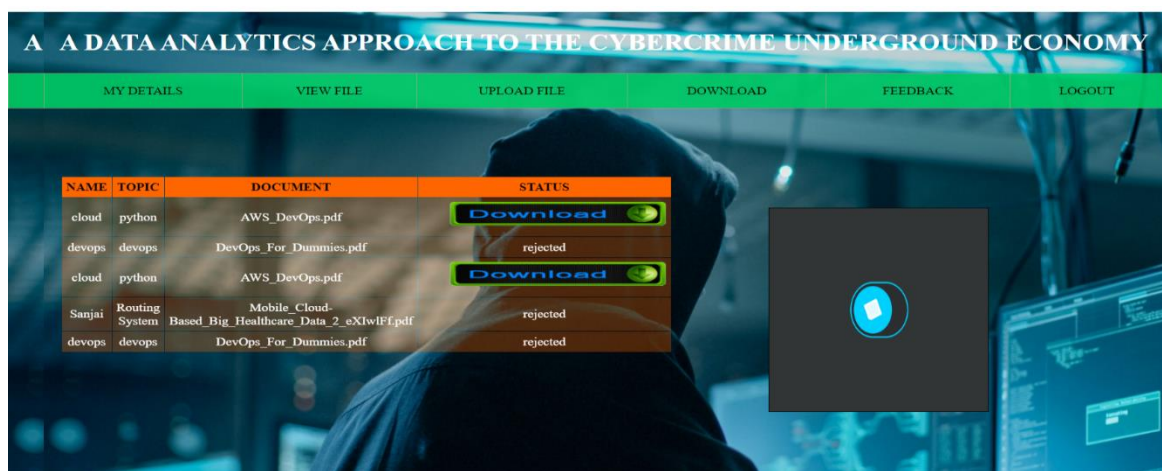 A A DATA ANALYTICS APPROACH TO THE CYBERCRIME UNDERGROUND ECONOMY
MY DETAILS VIEW FILE UPLOAD FILE DOWNLOAD FEEDBACK LOGOUT
NAME TOPIC DOCUMENT STATUS
cloud python AWS_DevOps.pdf Download
devops devops DevOps_For_Dummies.pdf rejected
cloud python AWS_DevOps.pdf Download
Sanjai Routing System Mobile_Cloud-Based_Big_Healthcare_Data_2_eXIwlFf.pdf rejected
devops devops DevOps_For_Dummies.pdf rejected